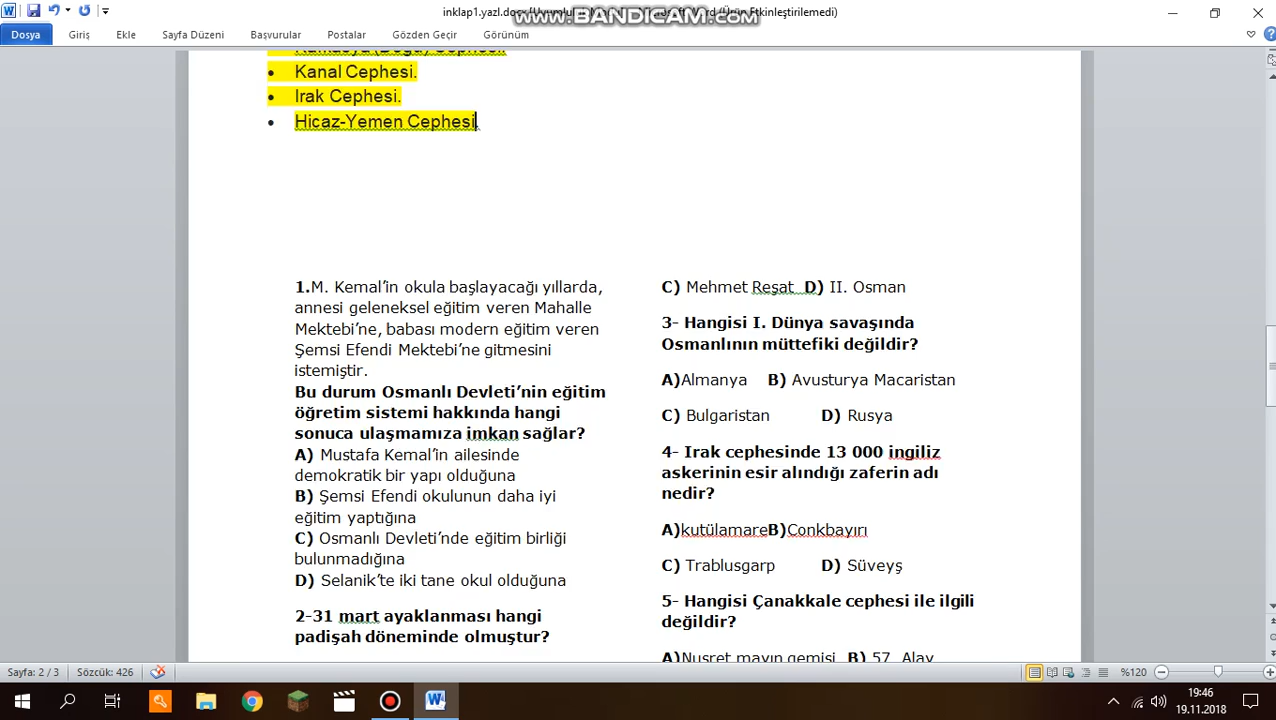 www.BANDICAM.com
Dosya Giriş Ekle Sayfa Düzeni Başvurular Postalar Gözden Geçir Görünüm
Kanal Cephesi.
Irak Cephesi.
Hicaz-Yemen Cephesi.
1.M. Kemal’in okula başlayacağı yıllarda,
annesi geleneksel eğitim veren Mahalle
Mektebi’ne, babası modern eğitim veren
Şemsi Efendi Mektebi’ne gitmesini
istemiştir.
Bu durum Osmanlı Devleti’nin eğitim
öğretim sistemi hakkında hangi
sonuca ulaşmamıza imkan sağlar?
A) Mustafa Kemal’in ailesinde
demokratik bir yapı olduğuna
B) Şemsi Efendi okulunun daha iyi
eğitim yaptığına
C) Osmanlı Devleti’nde eğitim birliği
bulunmadığına
D) Selanik’te iki tane okul olduğuna
2-31 mart ayaklanması hangi
padişah döneminde olmuştur?
C) Mehmet Reşat D) II. Osman
3- Hangisi I. Dünya savaşında
Osmanlının müttefiki değildir?
A)Almanya B) Avusturya Macaristan
C) Bulgaristan D) Rusya
4- Irak cephesinde 13 000 ingiliz
askerinin esir alındığı zaferin adı
nedir?
A)kutülamareB)Conkbayırı
C) Trablusgarp D) Süveyş
5- Hangisi Çanakkale cephesi ile ilgili
değildir?
A)Nusret mayın gemisi B) 57. Alay
Sayfa: 2 / 3 Sözcük: 426 %120
19:46
19.11.2018